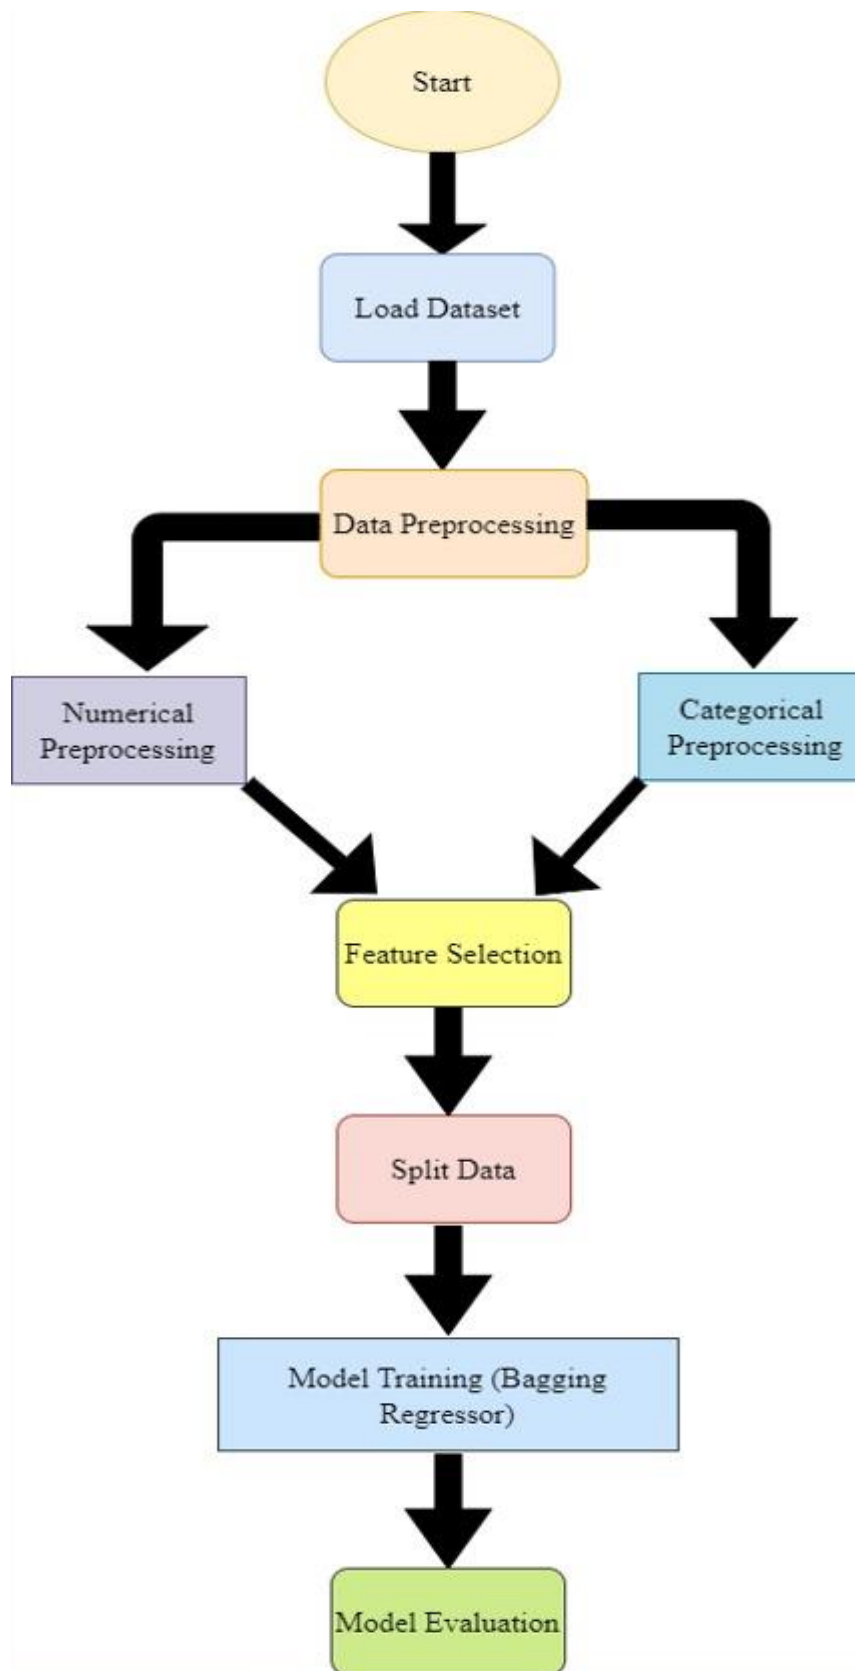 Start
Load Dataset
Data Preprocessing
Numerical
Preprocessing
Categorical
Preprocessing
Feature Selection
Split Data
Model Training (Bagging
Regressor)
Model Evaluation